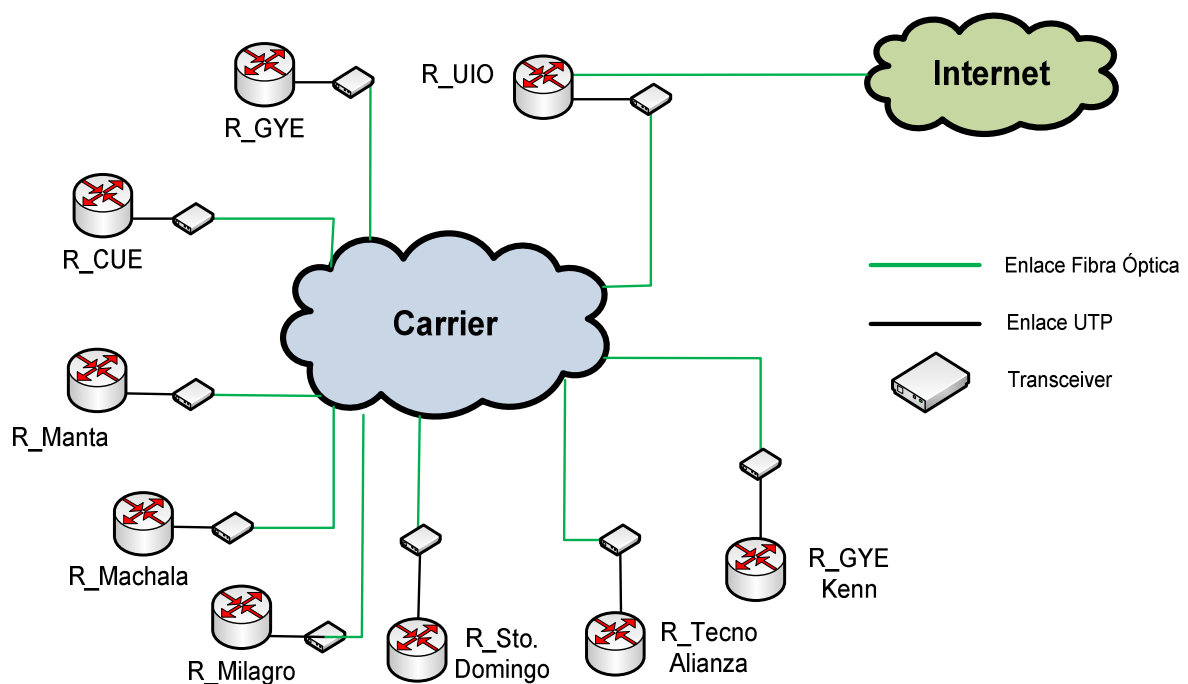 R_GYE
R_UIO
Internet
R_CUE
Enlace Fibra Óptica
Carrier
Enlace UTP
Transceiver
R_Manta
R_Machala
R_GYE
Kenn
R_Milagro
R_Sto.
Domingo
R_Tecno
Alianza